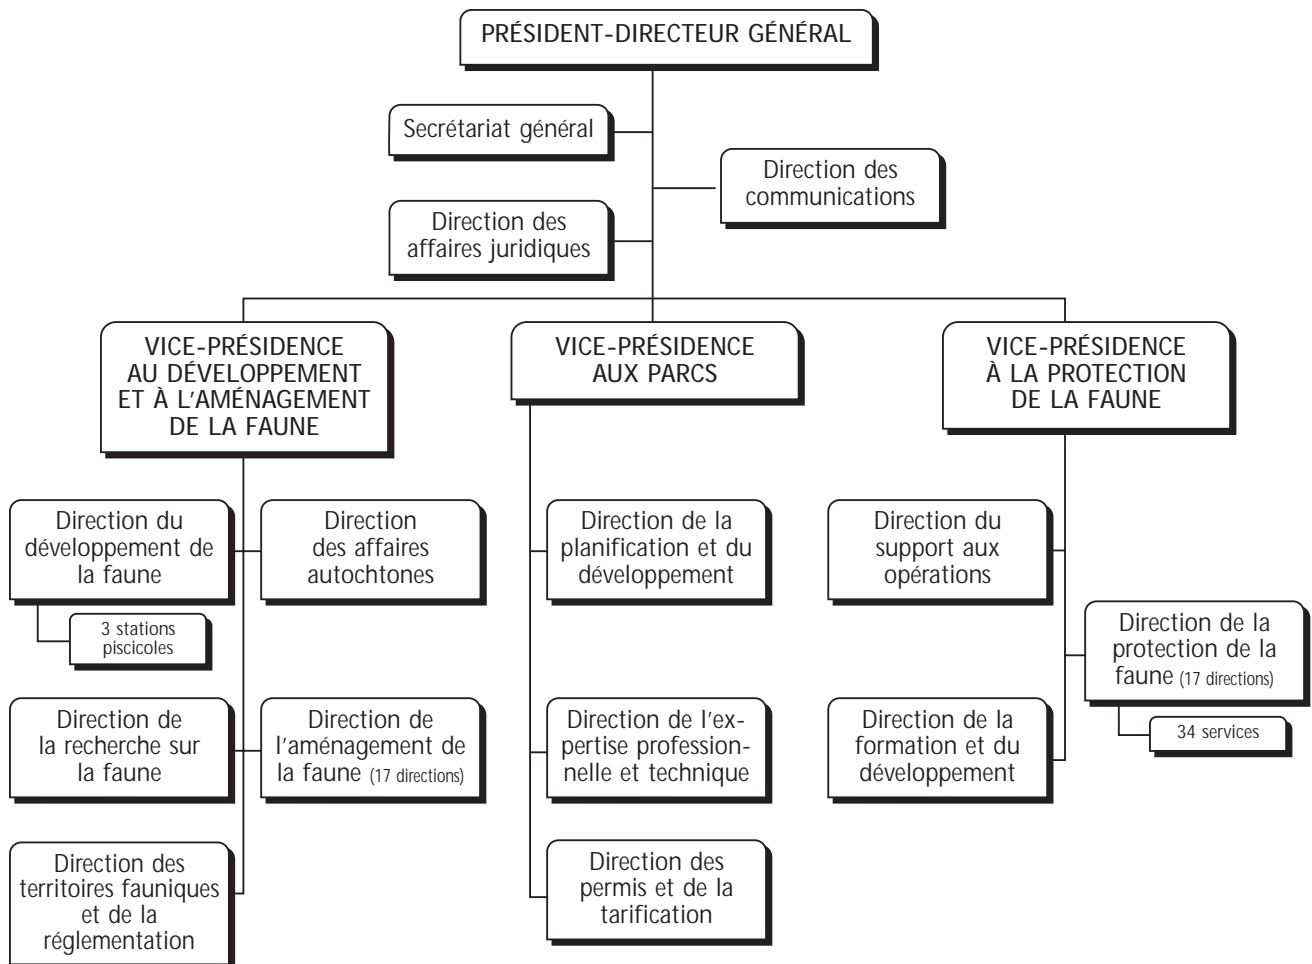 PRÉSIDENT-DIRECTEUR GÉNÉRAL
Secrétariat général
Direction des
communications
Direction des
affaires juridiques
VICE-PRÉSIDENCE
AU DÉVELOPPEMENT
ET À L'AMÉNAGEMENT
DE LA FAUNE
VICE-PRÉSIDENCE
AUX PARCS
VICE-PRÉSIDENCE
À LA PROTECTION
DE LA FAUNE
Direction du
développement de
la faune
3 stations
piscicoles
Direction
des affaires
autochtones
Direction de
la recherche sur
la faune
Direction de
l'aménagement de
la faune (17 directions)
Direction des
territoires fauniques
et de la
réglementation
Direction de la
planification et du
développement
Direction de l'ex-
pertise profession-
nelle et technique
Direction des
permis et de la
tarification
Direction du
support aux
opérations
Direction de la
protection de la
faune (17 directions)
34 services
Direction de la
formation et du
développement